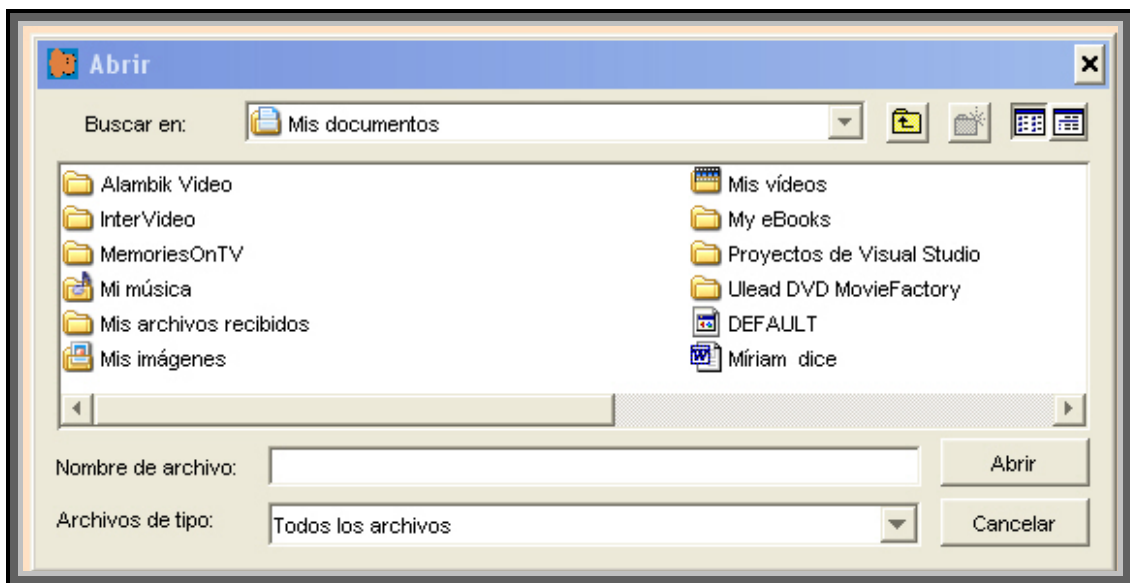 Abrir
Buscar en: Mis documentos
Alambik Video
InterVideo
MemoriesOnTV
Mi música
Mis archivos recibidos
Mis imágenes
Mis vídeos
My eBooks
Proyectos de Visual Studio
Ulead DVD MovieFactory
DEFAULT
Míriam  dice
Nombre de archivo:
Abrir
Archivos de tipo: Todos los archivos
Cancelar